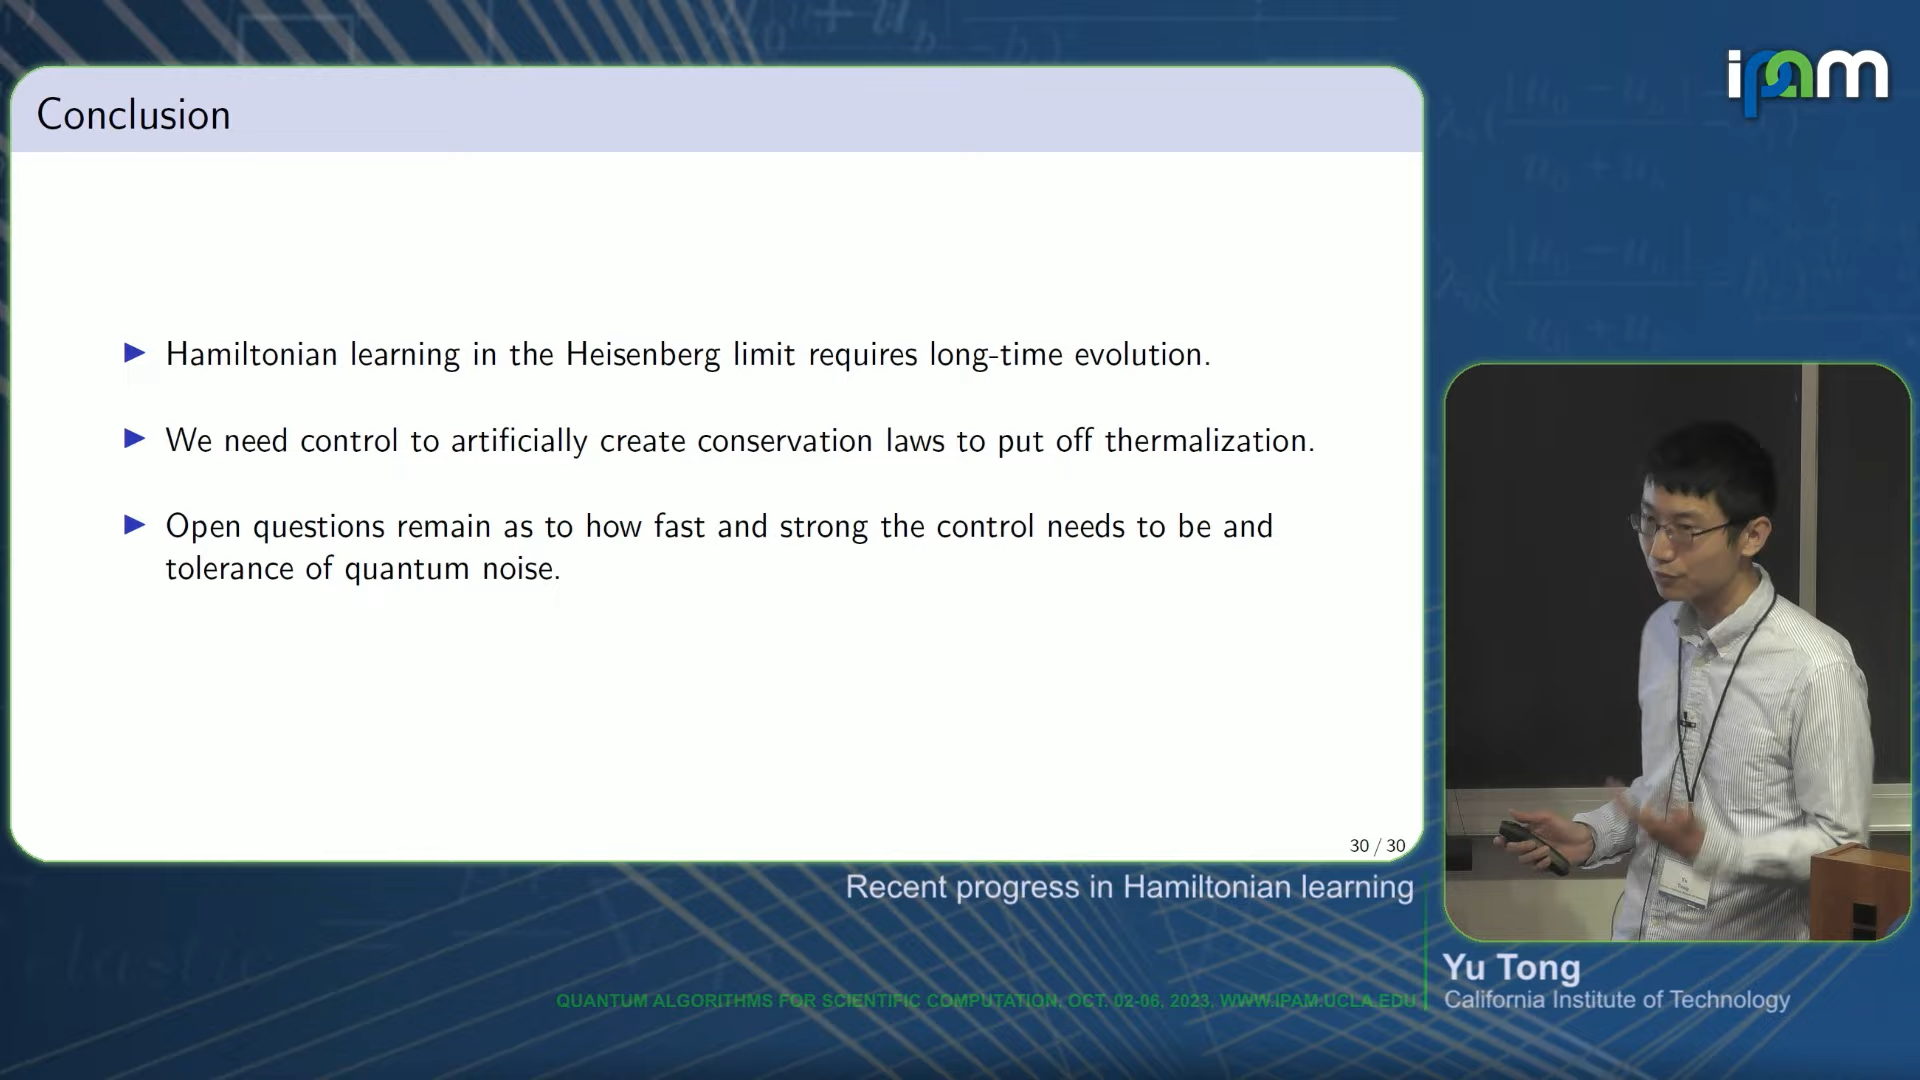 ipam
Conclusion
Hamiltonian learning in the Heisenberg limit requires long-time evolution.
We need control to artificially create conservation laws to put off thermalization.
Open questions remain as to how fast and strong the control needs to be and
tolerance of quantum noise.
30 / 30
Recent progress in Hamiltonian learning
Yu Tong
California Institute of Technology
QUANTUM ALGORITHMS FOR SCIENTIFIC COMPUTATION, OCT. 02-06, 2023, WWW.IPAM.UCLA.EDU